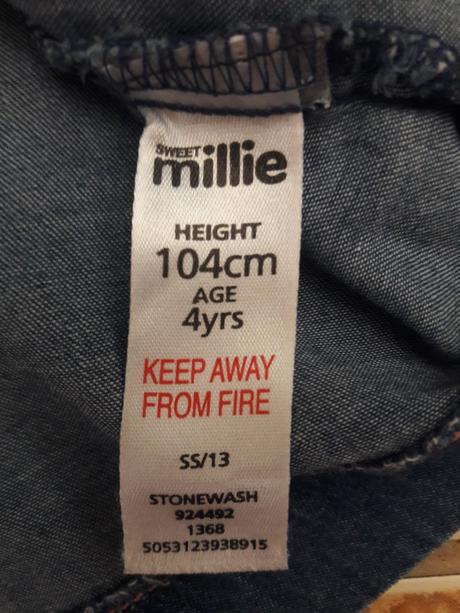 SWEET
millie
HEIGHT
104cm
AGE
4yrs
KEEP AWAY
FROM FIRE
SS/13
STONEWASH
924492
1368
5053123938915